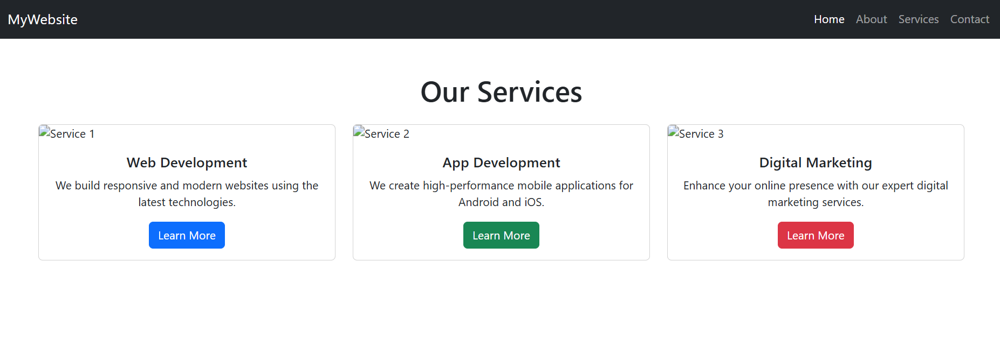 MyWebsite
Home About Services Contact
Our Services
Service 1
Web Development
We build responsive and modern websites using the
latest technologies.
Learn More
Service 2
App Development
We create high-performance mobile applications for
Android and iOS.
Learn More
Service 3
Digital Marketing
Enhance your online presence with our expert digital
marketing services.
Learn More